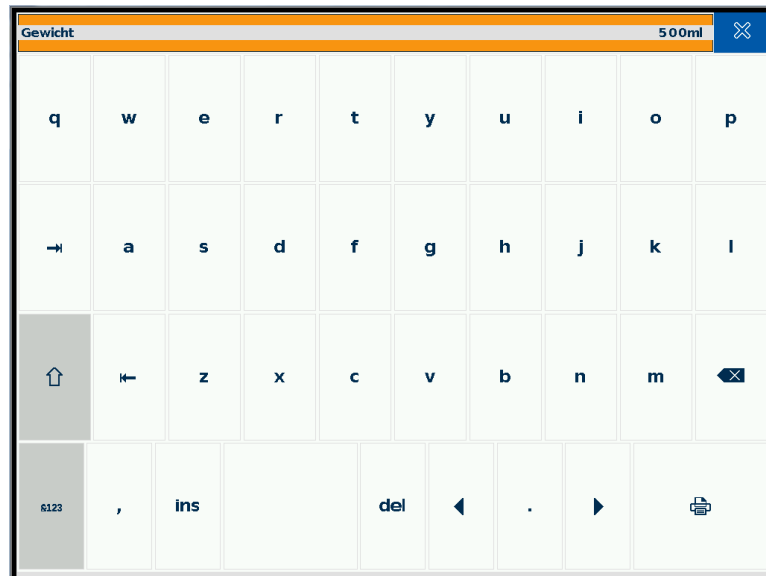 Gewicht 500ml
q w e r t y u i o p
a s d f g h j k l
z x c v b n m
&123 , ins del .